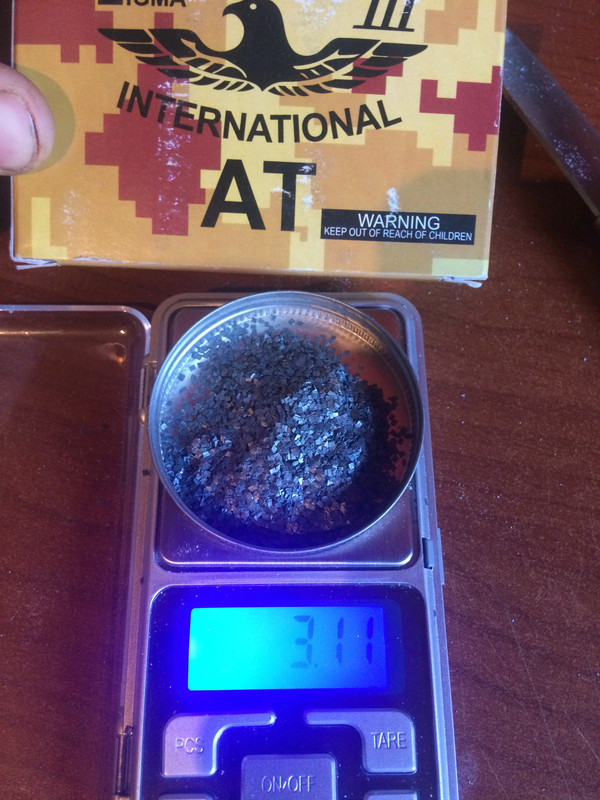 III
INTERNATIONAL
AT
WARNING
KEEP OUT OF REACH OF CHILDREN
3.11
PCS
TARE
ON/OFF